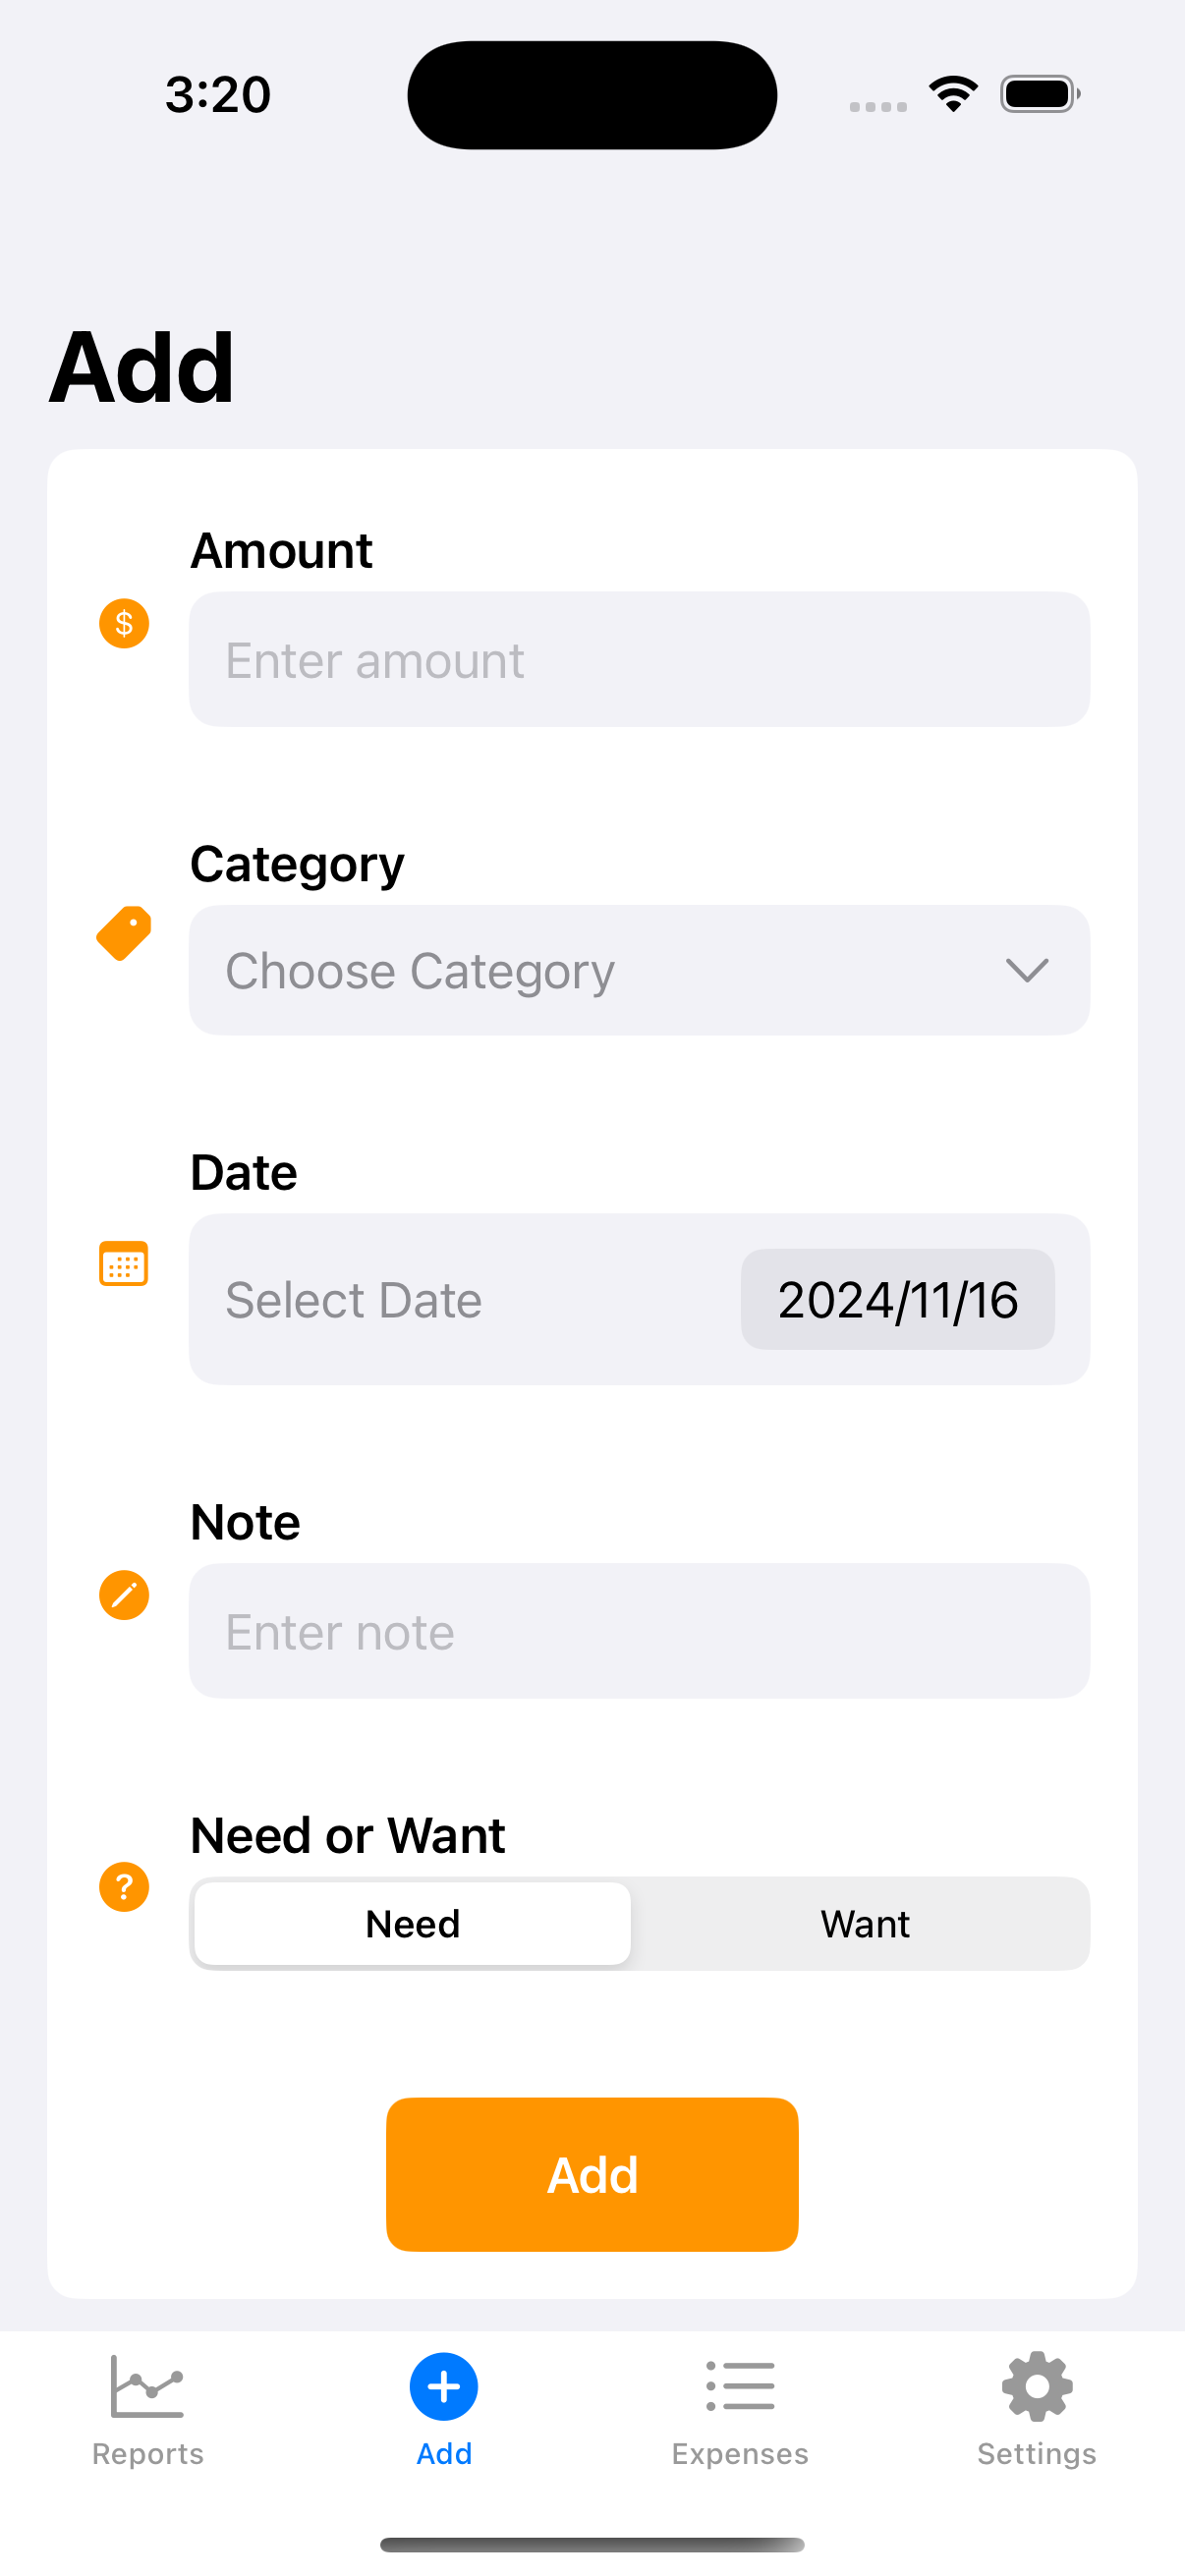 3:20
Add
Amount
$
Enter amount
Category
Choose Category
Date
Select Date
2024/11/16
Note
Enter note
Need or Want
?
Need
Want
Add
Reports
Add
Expenses
Settings